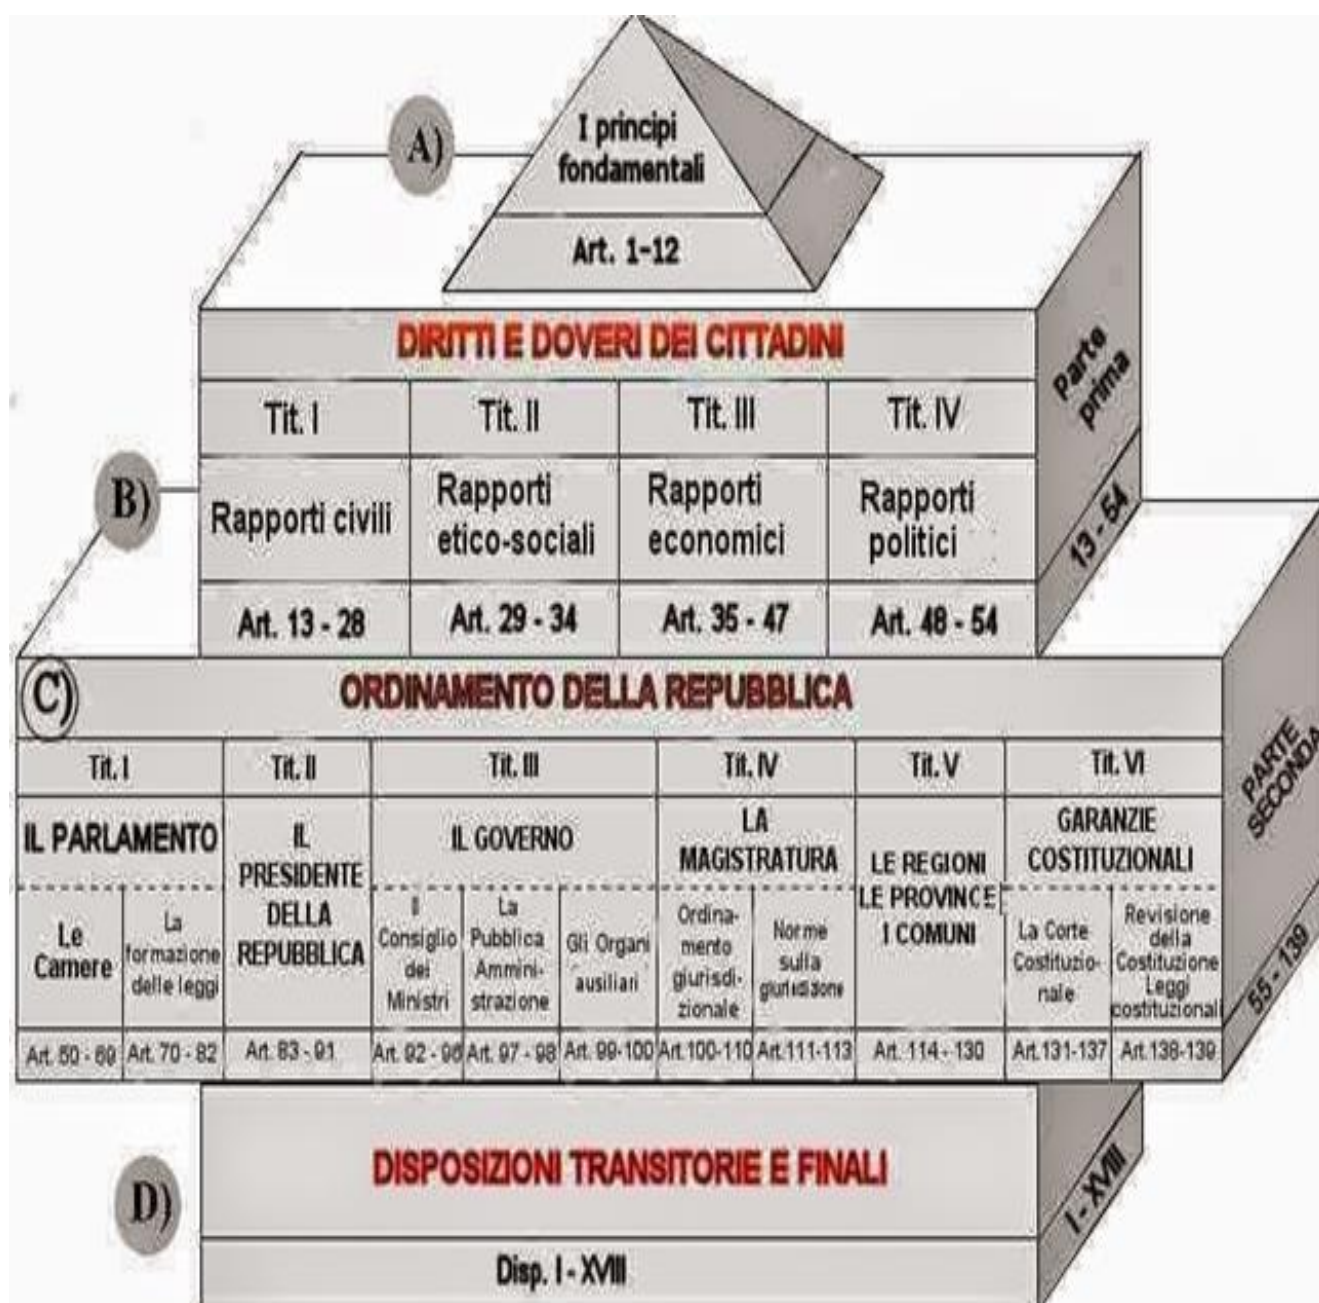 A)
I principi
fondamentali
Art. 1-12
DIRITTI E DOVERI DEI CITTADINI
Parte
prima
13 - 54
B)
Tit. I
Tit. II
Tit. III
Tit. IV
Rapporti civili
Rapporti
etico-sociali
Rapporti
economici
Rapporti
politici
Art. 13 - 28
Art. 29 - 34
Art. 35 - 47
Art. 48 - 54
C)
ORDINAMENTO DELLA REPUBBLICA
PARTE
SECONDA
55 - 139
Tit. I
Tit. II
Tit. III
Tit. IV
Tit. V
Tit. VI
IL PARLAMENTO
Le
Camere
La
formazione
delle leggi
IL
PRESIDENTE
DELLA
REPUBBLICA
IL GOVERNO
Il
Consiglio
dei
Ministri
La
Pubblica
Ammini-
strazione
Gli Organi
ausiliari
LA
MAGISTRATURA
Ordina-
mento
giurisdi-
zionale
Norme
sulla
giurisdizione
LE REGIONI
LE PROVINCE
I COMUNI
GARANZIE
COSTITUZIONALI
La Corte
Costituzio-
nale
Revisione
della
Costituzione
Leggi
costituzionali
Art. 70 - 82
Art. 83 - 91
Art. 92 - 96
Art. 97 - 98
Art. 99-100
Art.100-110
Art.111-113
Art. 114 - 130
Art.131-137
Art.138-139
D)
DISPOSIZIONI TRANSITORIE E FINALI
I - XVIII
Disp. I - XVIII